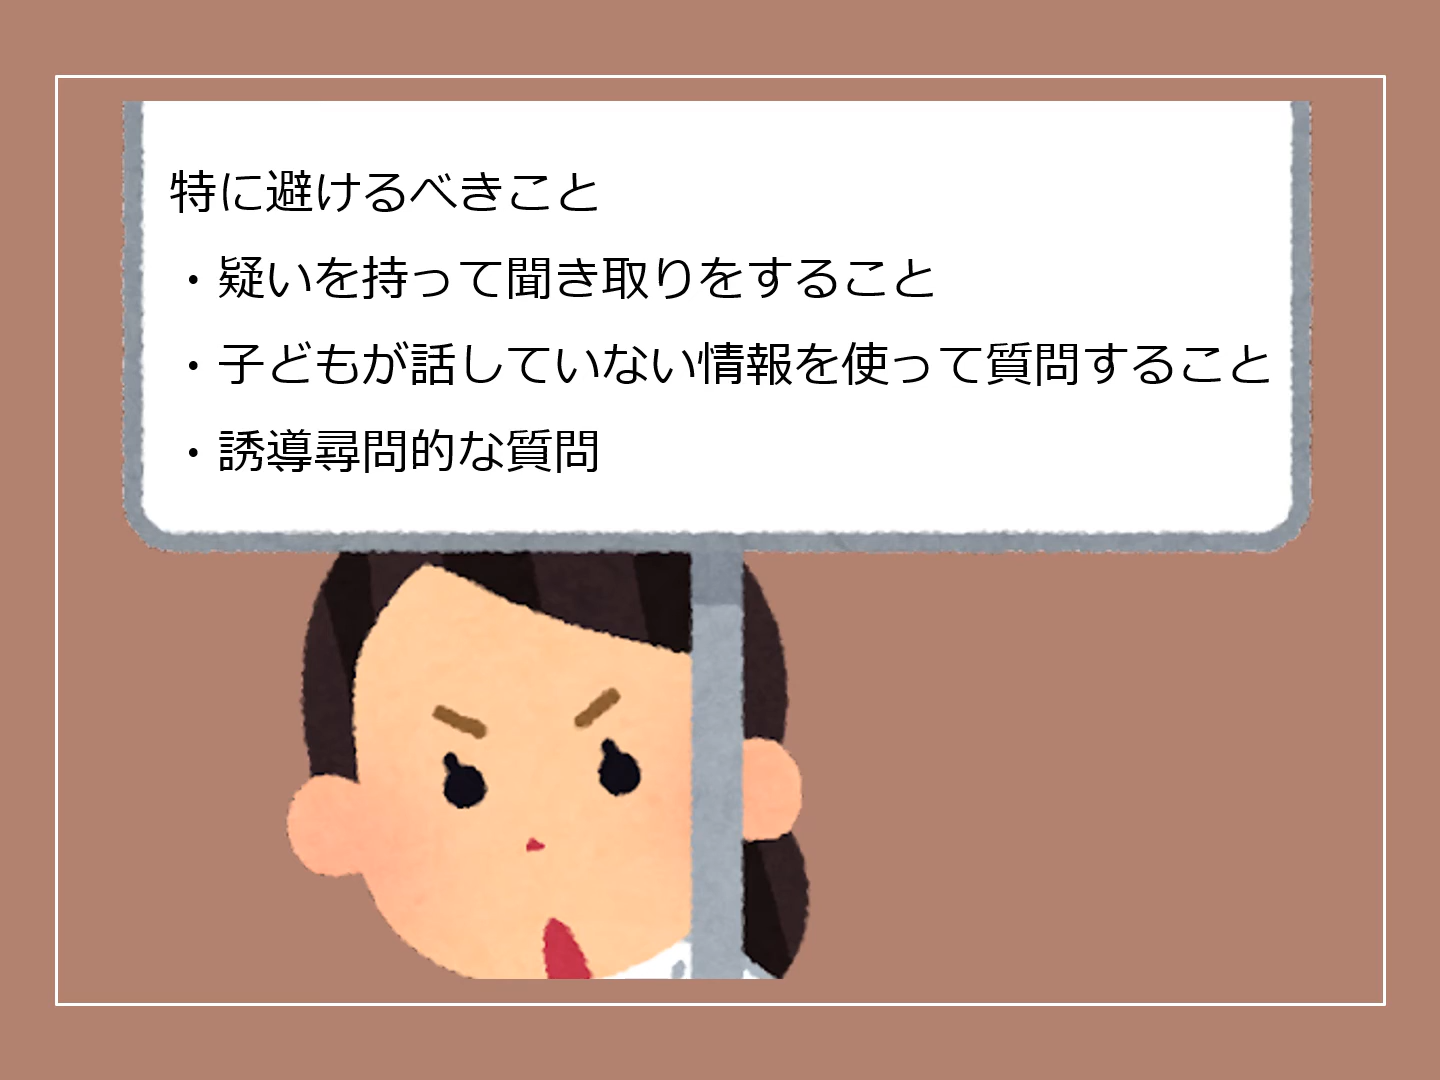 特に避けるべきこと
・疑いを持って聞き取りをすること
・子どもが話していない情報を使って質問すること
・誘導尋問的な質問